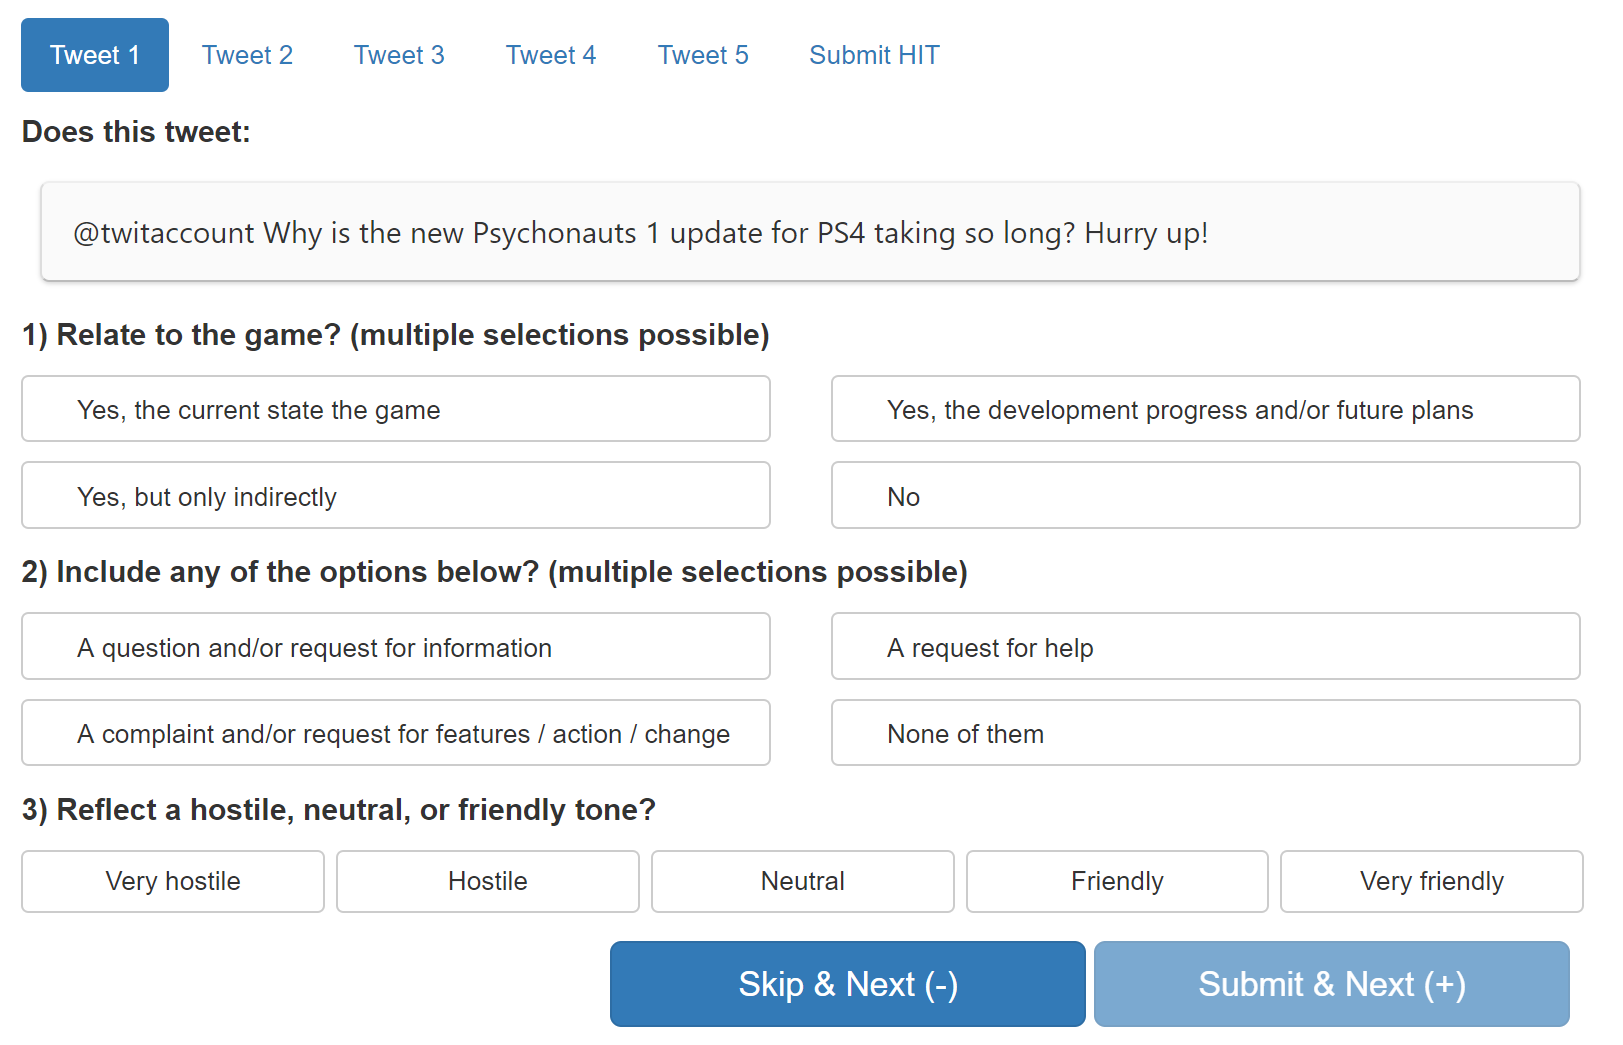 Tweet 1 Tweet 2 Tweet 3 Tweet 4 Tweet 5 Submit HIT
Does this tweet:
@twitaccount Why is the new Psychonauts 1 update for PS4 taking so long? Hurry up!
1) Relate to the game? (multiple selections possible)
Yes, the current state the game Yes, the development progress and/or future plans
Yes, but only indirectly No
2) Include any of the options below? (multiple selections possible)
A question and/or request for information A request for help
A complaint and/or request for features / action / change None of them
3) Reflect a hostile, neutral, or friendly tone?
Very hostile Hostile Neutral Friendly Very friendly
Skip & Next (-) Submit & Next (+)